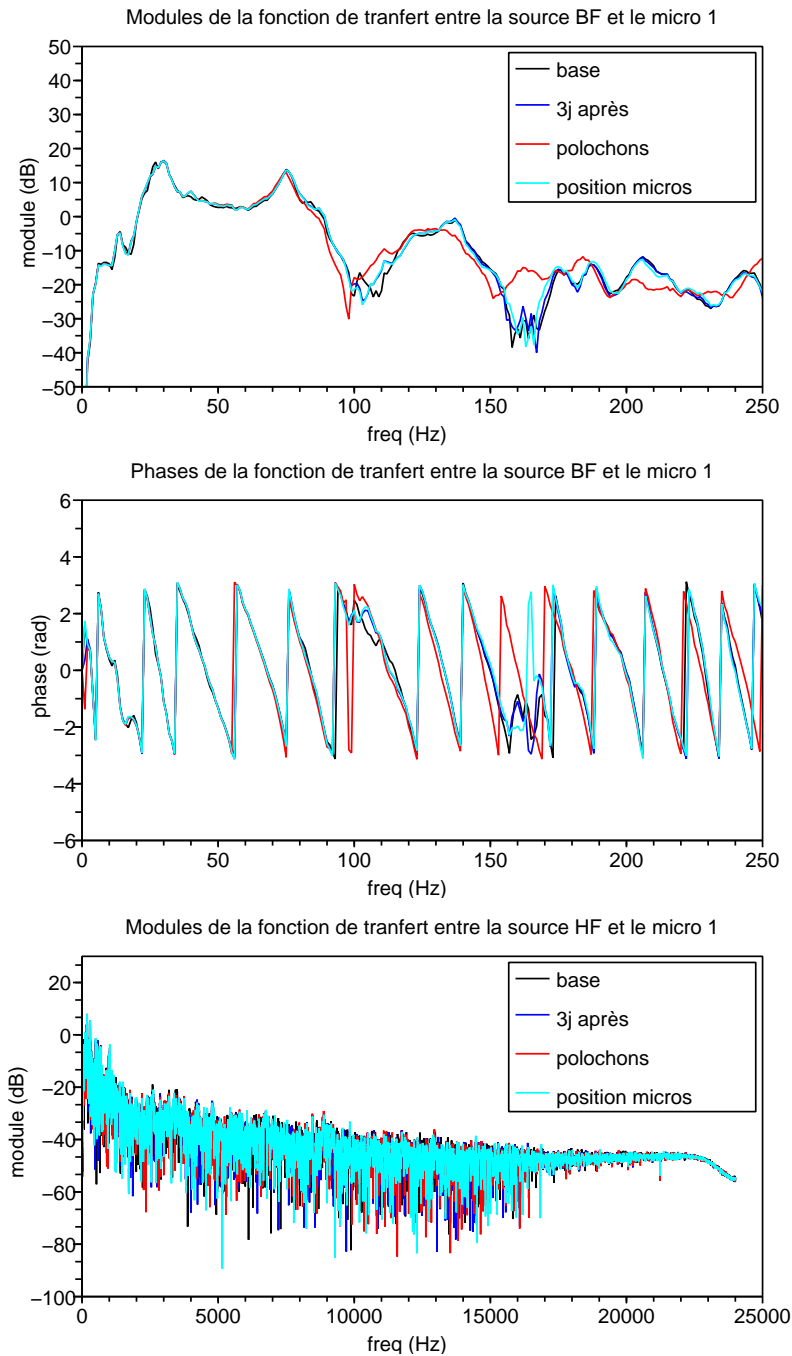 Modules de la fonction de tranfert entre la source BF et le micro 1
50
40
30
20
10
0
−10
−20
−30
−40
−50
module (dB)
base
3j après
polochons
position micros
0 50 100 150 200 250
freq (Hz)
Phases de la fonction de tranfert entre la source BF et le micro 1
6
4
2
0
−2
−4
−6
phase (rad)
0 50 100 150 200 250
freq (Hz)
Modules de la fonction de tranfert entre la source HF et le micro 1
20
0
−20
−40
−60
−80
−100
module (dB)
base
3j après
polochons
position micros
0 5000 10000 15000 20000 25000
freq (Hz)